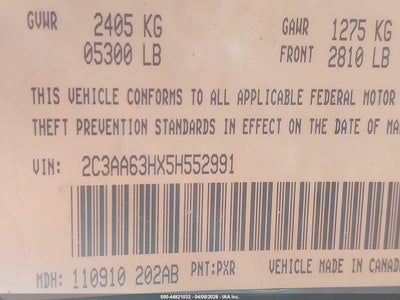 GVWR 2405 KG GAWR 1275 KG
05300 LB FRONT 2810 LB
THIS VEHICLE CONFORMS TO ALL APPLICABLE FEDERAL MOTOR
THEFT PREVENTION STANDARDS IN EFFECT ON THE DATE OF MA
VIN: 2C3AA63HX5H552991
MDH: 110910 202AB PNT:PXR VEHICLE MADE IN CANAD
000-44821032 - 04/08/2026 - IAA Inc.